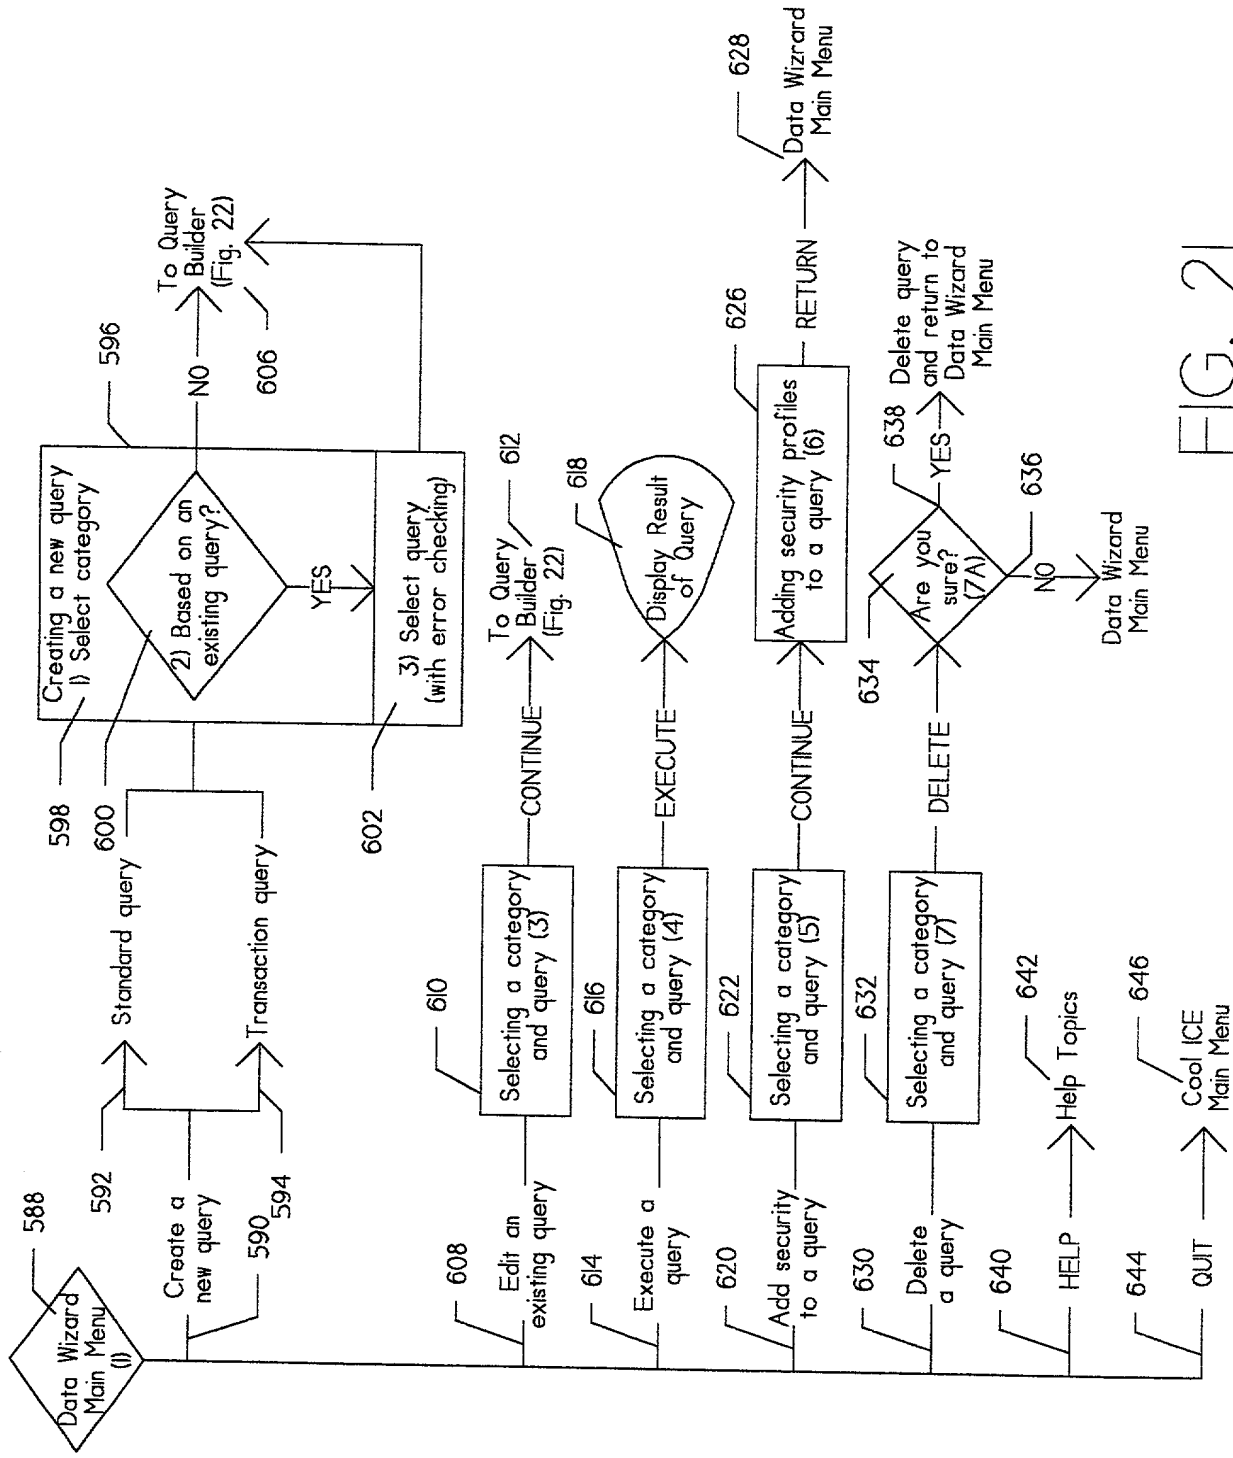 588
Data Wizard
Main Menu
(1)
590
Create a
new query
592
594
Standard query
Transaction query
596
598
600
602
Creating a new query
1) Select category
2) Based on an
existing query?
YES
NO
3) Select query
(with error checking)
606
To Query
Builder
(Fig. 22)
608
Edit an
existing query
610
Selecting a category
and query (3)
CONTINUE
612
To Query
Builder
(Fig. 22)
614
Execute a
query
616
Selecting a category
and query (4)
EXECUTE
618
Display Result
of Query
620
Add security
to a query
622
Selecting a category
and query (5)
CONTINUE
626
Adding security profiles
to a query (6)
RETURN
628
Data Wizrard
Main Menu
630
Delete
a query
632
Selecting a category
and query (7)
DELETE
634
Are you
sure?
(7A)
638
YES
Delete query
and return to
Data Wizard
Main Menu
636
NO
Data Wizard
Main Menu
640
HELP
642
Help Topics
644
QUIT
646
Cool ICE
Main Menu
FIG. 21